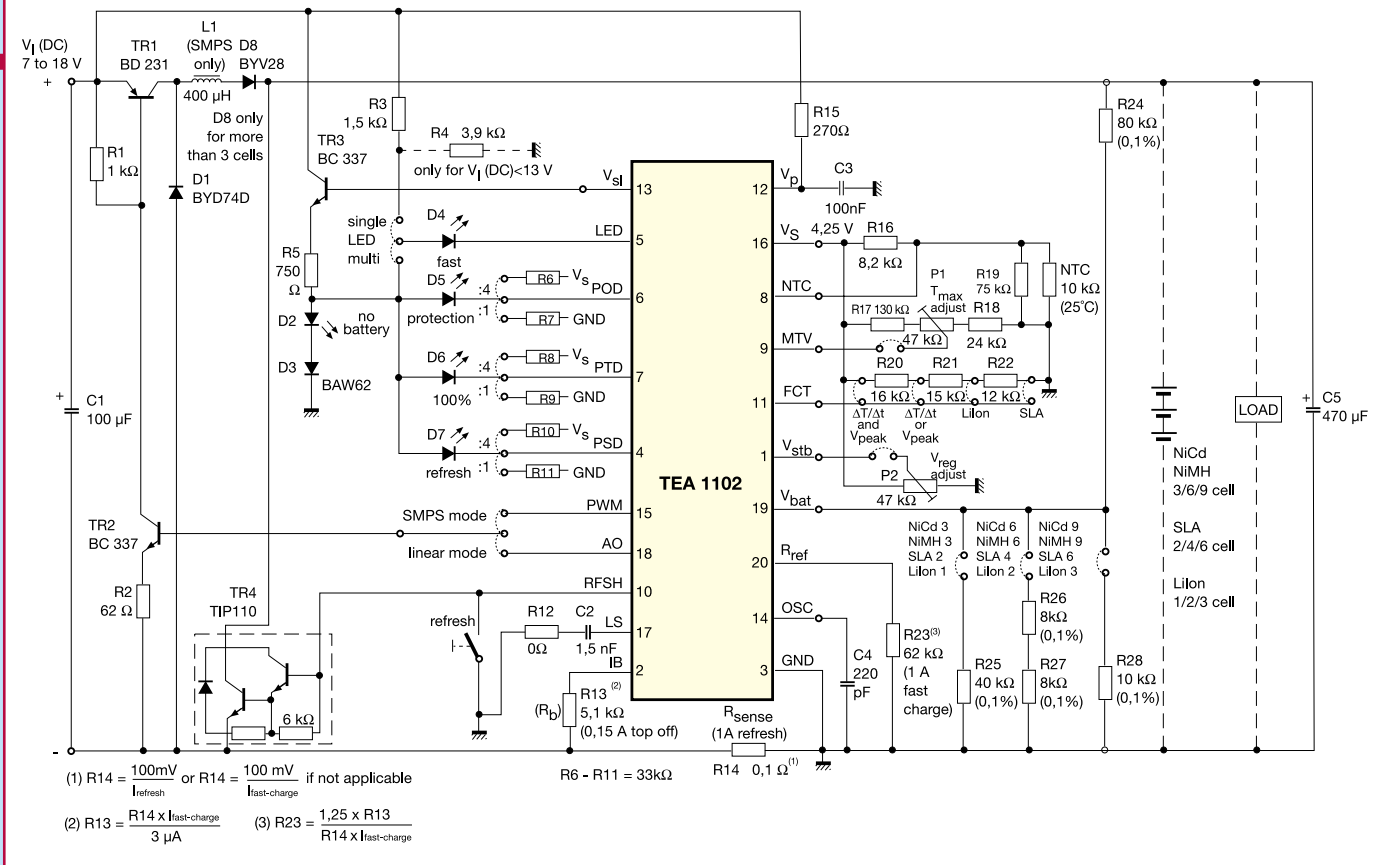 V_I (DC)
7 to 18 V
+
TR1
BD 231
L1
(SMPS
only)
400 µH
D8
BYV28
D8 only
for more
than 3 cells
R1
1 kΩ
D1
BYD74D
C1
100 µF
+
TR2
BC 337
R2
62 Ω
TR4
TIP110
6 kΩ
-
TR3
BC 337
R3
1,5 kΩ
R4 3,9 kΩ
only for V_I (DC)<13 V
R5
750
Ω
D2
no
battery
D3
BAW62
single
LED
multi
D4
fast
D5
protection
:4
:1
R6
V_s
R7
GND
D6
100%
:4
:1
R8
V_s
R9
GND
D7
refresh
:4
:1
R10
V_s
R11
GND
SMPS mode
linear mode
refresh
R12
0Ω
C2
1,5 nF
(R_b)
R13 (2)
5,1 kΩ
(0,15 A top off)
V_sl
13
LED
5
POD
6
PTD
7
PSD
4
PWM
15
AO
18
RFSH
10
LS
17
IB
2
TEA 1102
12
V_p
16
V_S
8
NTC
9
MTV
11
FCT
1
V_stb
19
V_bat
20
R_ref
14
OSC
3
GND
R15
270Ω
C3
100nF
4,25 V
R16
8,2 kΩ
P1
T_max
adjust
R17 130 kΩ
47 kΩ
R18
24 kΩ
R19
75 kΩ
NTC
10 kΩ
(25°C)
R20
16 kΩ
R21
15 kΩ
R22
12 kΩ
ΔT/Δt
and
V_peak
ΔT/Δt
or
V_peak
LiIon
SLA
P2
47 kΩ
V_reg
adjust
NiCd 3
NiMH 3
SLA 2
LiIon 1
NiCd 6
NiMH 6
SLA 4
LiIon 2
NiCd 9
NiMH 9
SLA 6
LiIon 3
R24
80 kΩ
(0,1%)
R26
8kΩ
(0,1%)
R25
40 kΩ
(0,1%)
R27
8kΩ
(0,1%)
R28
10 kΩ
(0,1%)
C4
220
pF
R23(3)
62 kΩ
(1 A
fast
charge)
R_sense
(1A refresh)
R14 0,1 Ω(1)
NiCd
NiMH
3/6/9 cell
SLA
2/4/6 cell
LiIon
1/2/3 cell
LOAD
+
C5
470 µF
R6 - R11 = 33kΩ
(1) R14 = 100mV / I_refresh or R14 = 100 mV / I_fast-charge if not applicable
(2) R13 = R14 x I_fast-charge / 3 µA (3) R23 = 1,25 x R13 / R14 x I_fast-charge